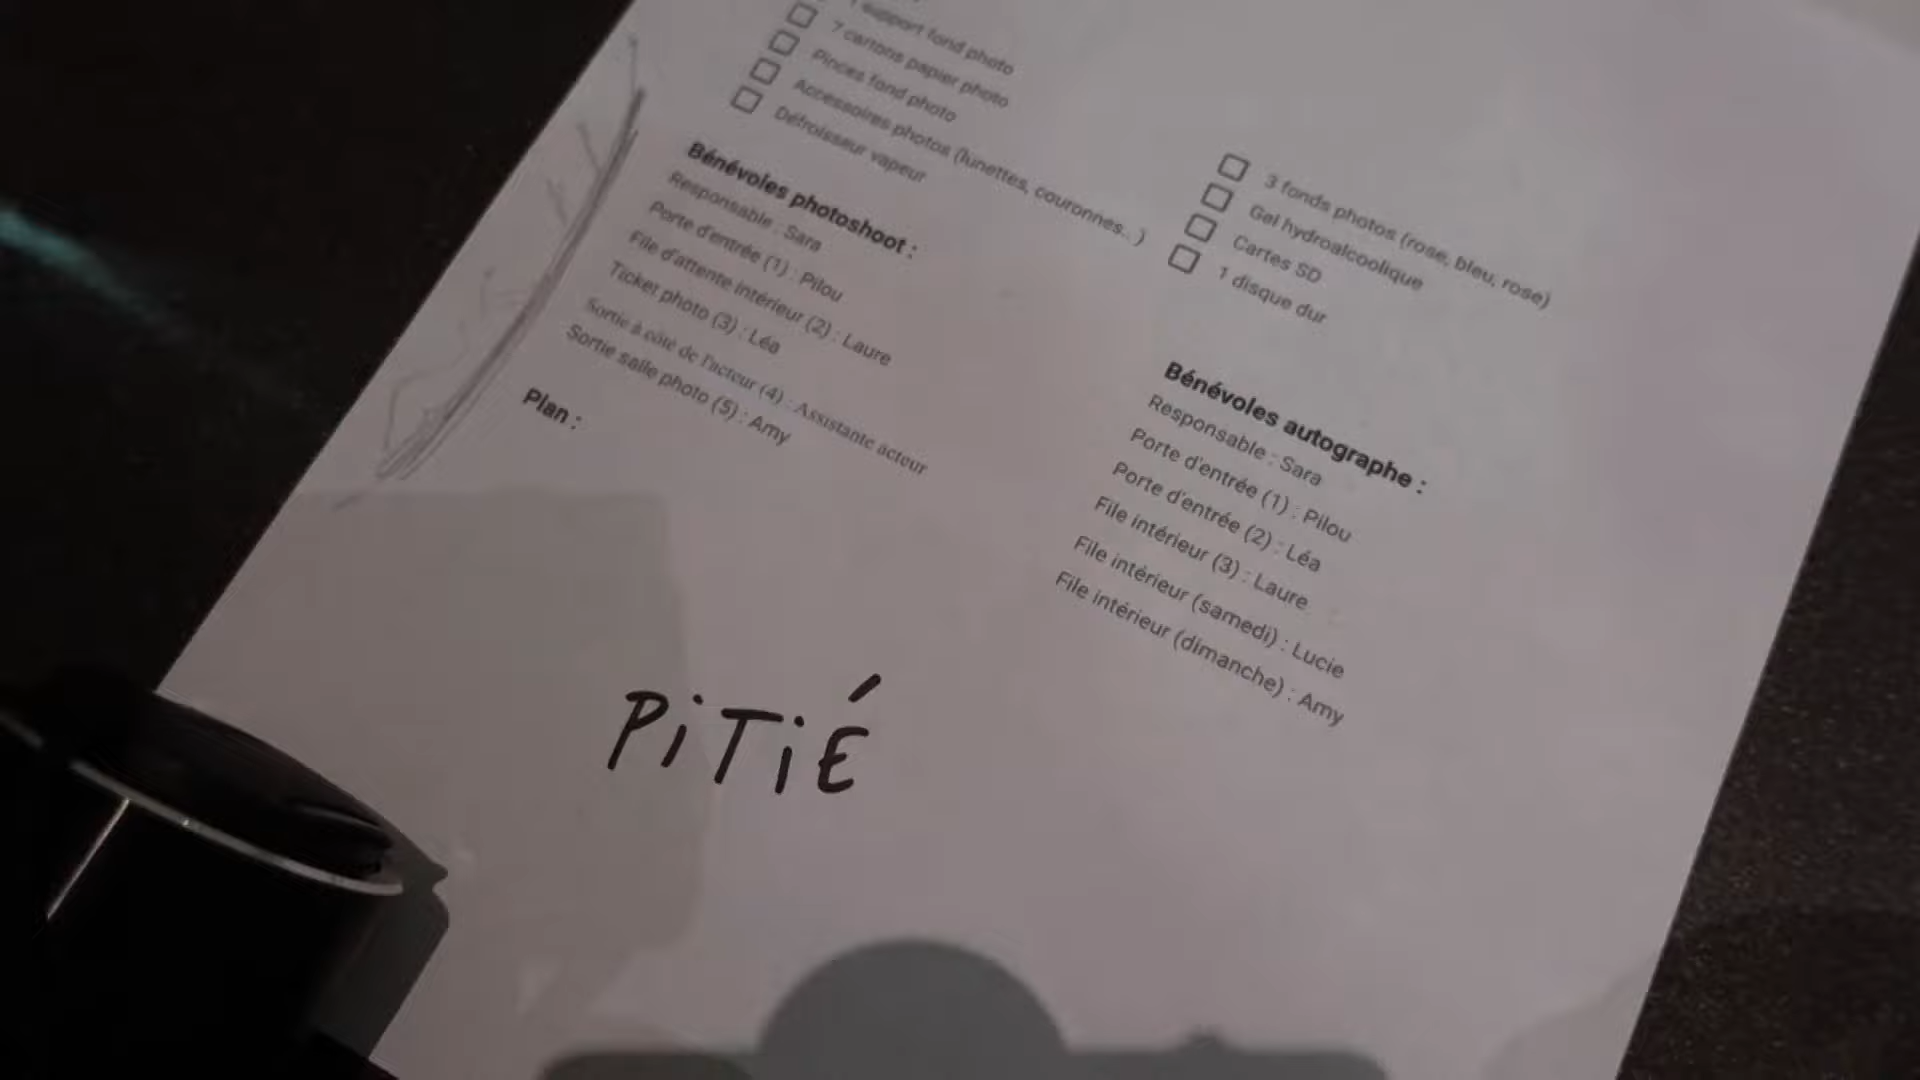 1 support fond photo
7 cartons papier photo
Pinces fond photo
Accessoires photos (lunettes, couronnes.. )
Défroisseur vapeur
Bénévoles photoshoot :
Responsable : Sara
Porte d'entrée (1) : Pilou
File d'attente intérieur (2) : Laure
Ticket photo (3) : Léa
Sortie à côté de l'acteur (4) : Assistante acteur
Sortie salle photo (5) : Amy
Plan :
3 fonds photos (rose, bleu, rose)
Gel hydroalcoolique
Cartes SD
1 disque dur
Bénévoles autographe :
Responsable : Sara
Porte d'entrée (1) : Pilou
Porte d'entrée (2) : Léa
File intérieur (3) : Laure
File intérieur (samedi) : Lucie
File intérieur (dimanche) : Amy
PiTiÉ